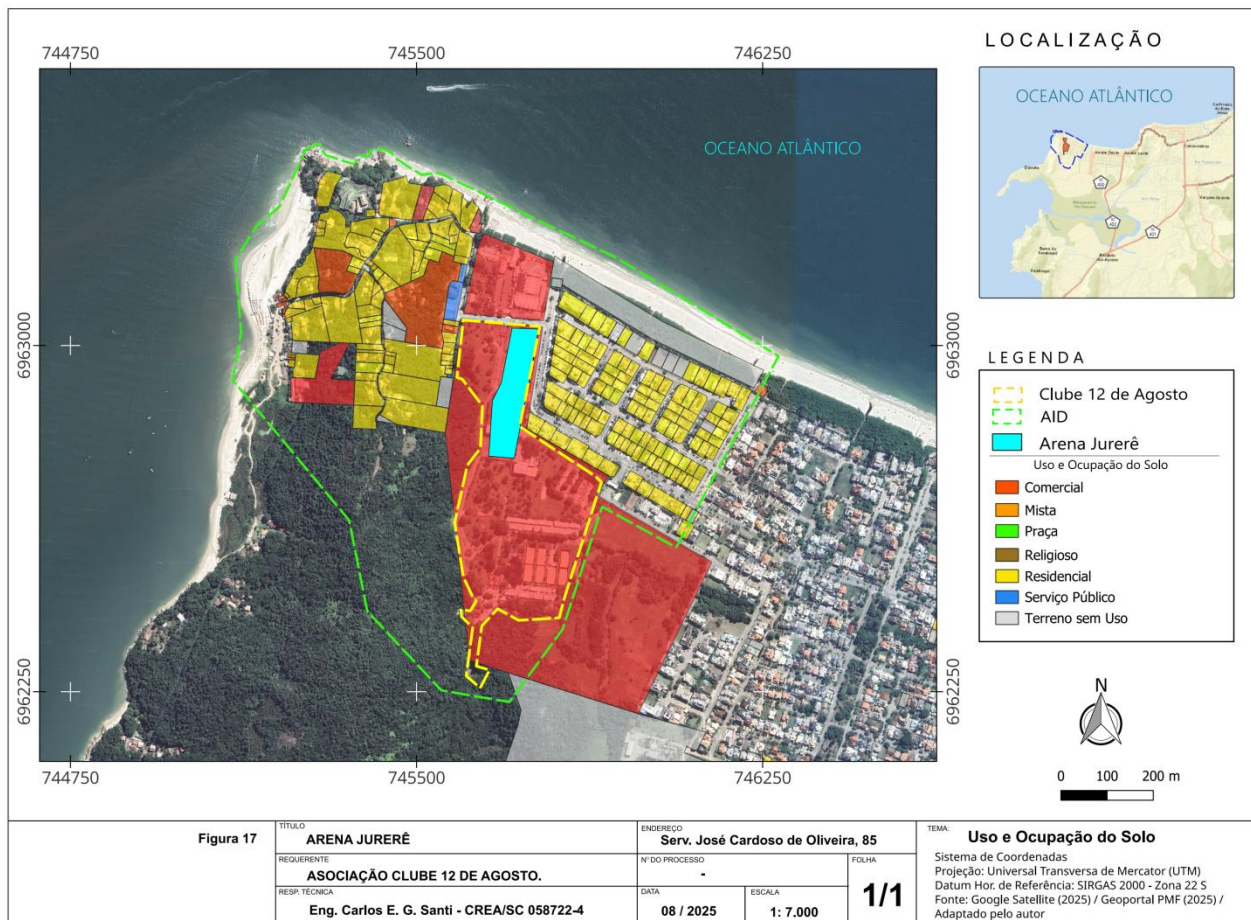 744750
745500
746250
OCEANO ATLÂNTICO
6963000
6963000
6962250
6962250
744750
745500
746250
LOCALIZAÇÃO
OCEANO ATLÂNTICO
LEGENDA
Clube 12 de Agosto
AID
Arena Jurerê
Uso e Ocupação do Solo
Comercial
Mista
Praça
Religioso
Residencial
Serviço Público
Terreno sem Uso
N
0 100 200 m
Figura 17
TÍTULO
ARENA JURERÊ
ENDEREÇO
Serv. José Cardoso de Oliveira, 85
REQUERENTE
ASOCIAÇÃO CLUBE 12 DE AGOSTO.
N° DO PROCESSO
-
FOLHA
1/1
RESP. TÉCNICA
Eng. Carlos E. G. Santi - CREA/SC 058722-4
DATA
08 / 2025
ESCALA
1: 7.000
TEMA:
Uso e Ocupação do Solo
Sistema de Coordenadas
Projeção: Universal Transversa de Mercator (UTM)
Datum Hor. de Referência: SIRGAS 2000 - Zona 22 S
Fonte: Google Satellite (2025) / Geoportal PMF (2025) /
Adaptado pelo autor